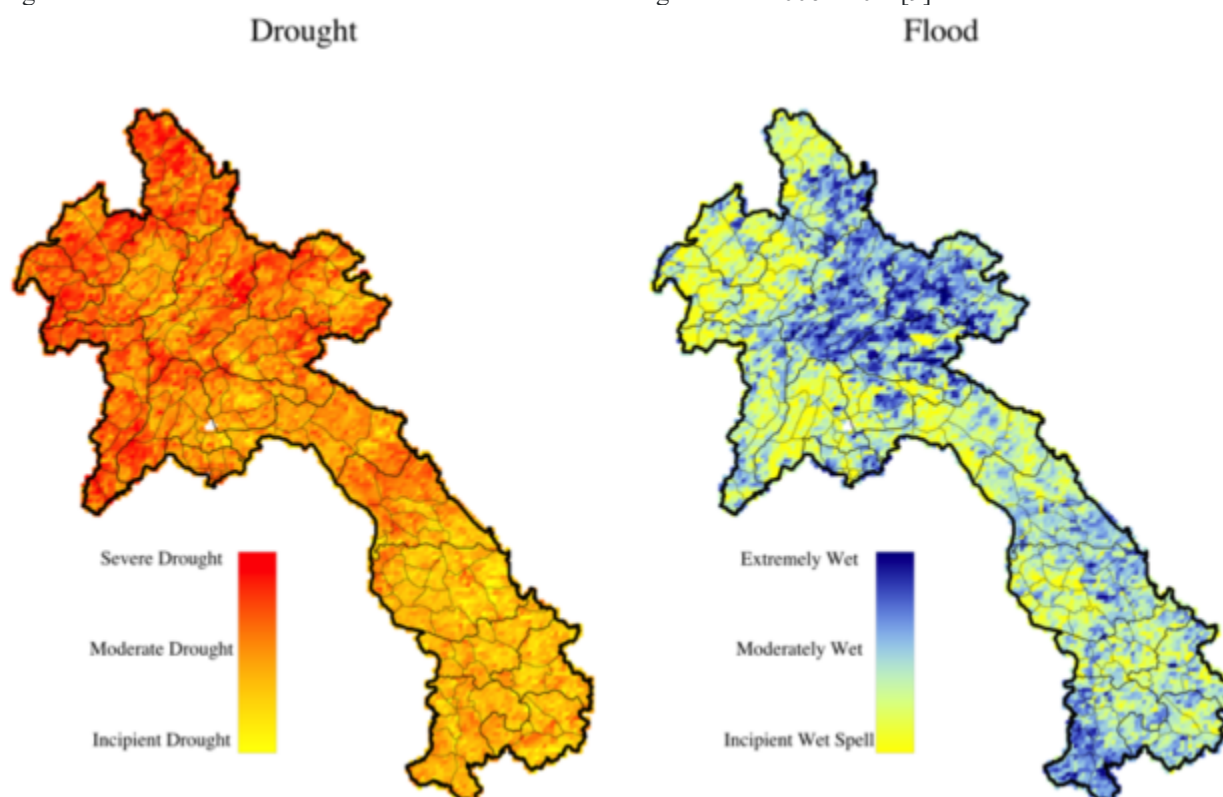 Drought
Flood
Severe Drought
Moderate Drought
Incipient Drought
Extremely Wet
Moderately Wet
Incipient Wet Spell